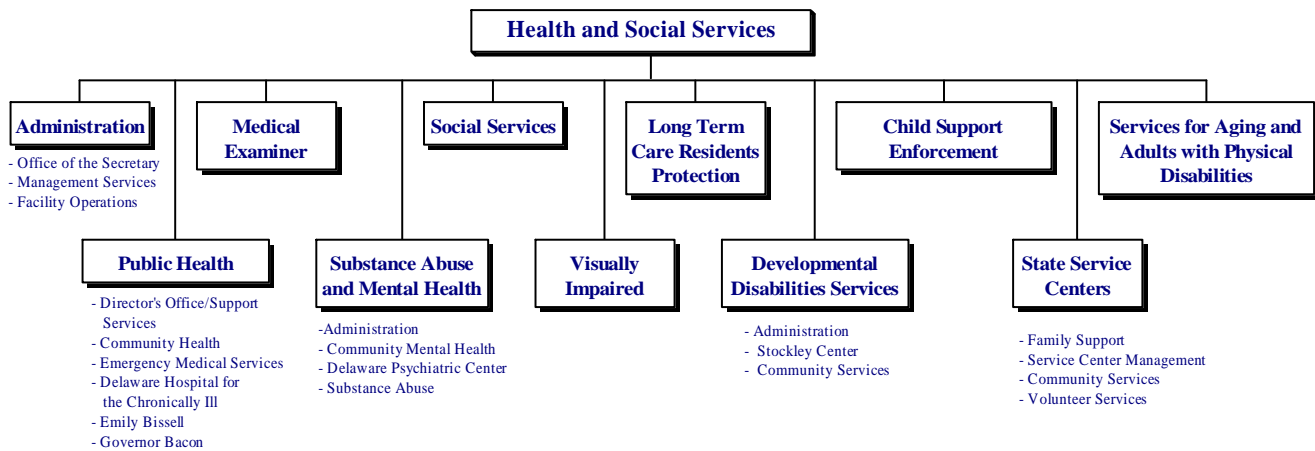 Health and Social Services
Administration
- Office of the Secretary
- Management Services
- Facility Operations
Medical
Examiner
Social Services
Long Term
Care Residents
Protection
Child Support
Enforcement
Services for Aging and
Adults with Physical
Disabilities
Public Health
- Director's Office/Support
Services
- Community Health
- Emergency Medical Services
- Delaware Hospital for
the Chronically Ill
- Emily Bissell
- Governor Bacon
Substance Abuse
and Mental Health
-Administration
- Community Mental Health
- Delaware Psychiatric Center
- Substance Abuse
Visually
Impaired
Developmental
Disabilities Services
- Administration
- Stockley Center
- Community Services
State Service
Centers
- Family Support
- Service Center Management
- Community Services
- Volunteer Services